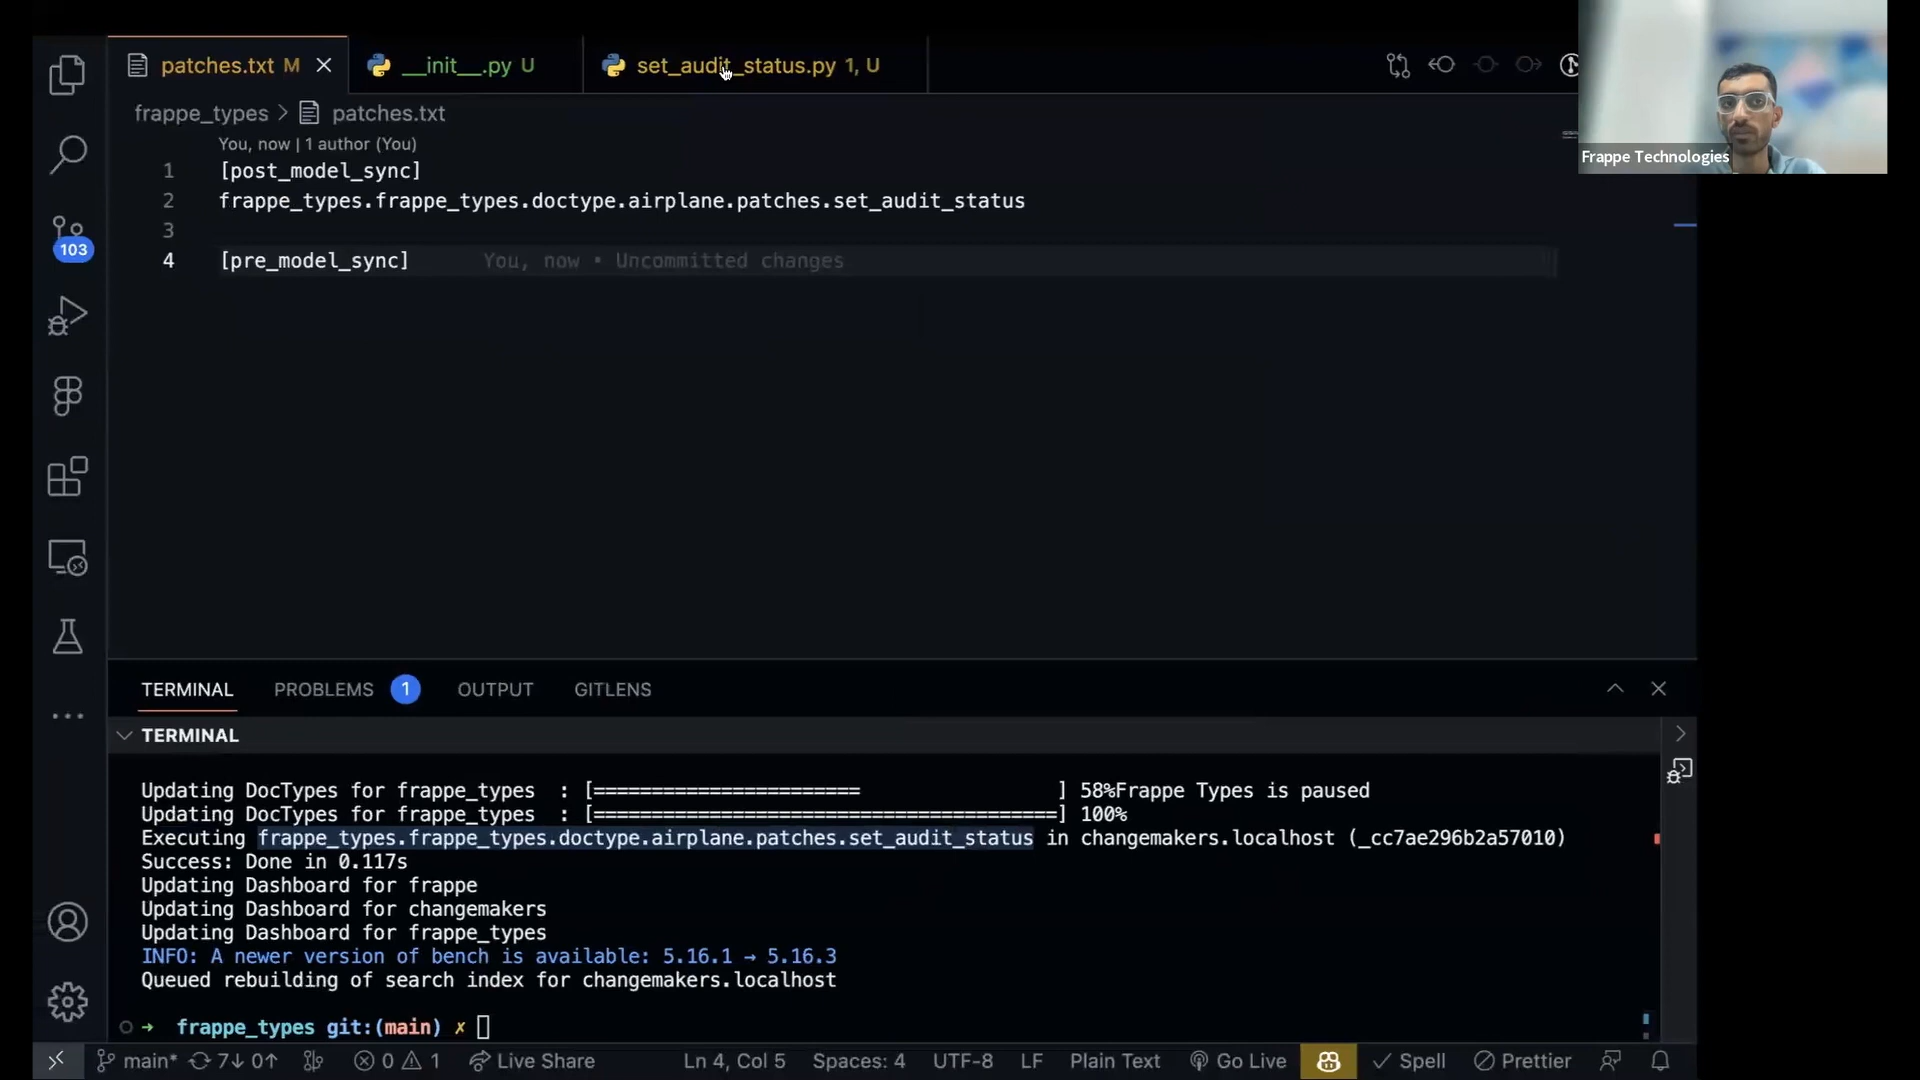 patches.txt M
__init__.py U
set_audit_status.py 1, U
Frappe Technologies
frappe_types > patches.txt
You, now | 1 author (You)
1 [post_model_sync]
2 frappe_types.frappe_types.doctype.airplane.patches.set_audit_status
3
4 [pre_model_sync] You, now • Uncommitted changes
103
TERMINAL PROBLEMS 1 OUTPUT GITLENS
TERMINAL
Updating DocTypes for frappe_types : [======================= ] 58%Frappe Types is paused
Updating DocTypes for frappe_types : [========================================] 100%
Executing frappe_types.frappe_types.doctype.airplane.patches.set_audit_status in changemakers.localhost (_cc7ae296b2a57010)
Success: Done in 0.117s
Updating Dashboard for frappe
Updating Dashboard for changemakers
Updating Dashboard for frappe_types
INFO: A newer version of bench is available: 5.16.1 → 5.16.3
Queued rebuilding of search index for changemakers.localhost
→ frappe_types git:(main) ✗
main* 7↓ 0↑ 0 1 Live Share Ln 4, Col 5 Spaces: 4 UTF-8 LF Plain Text Go Live Spell Prettier